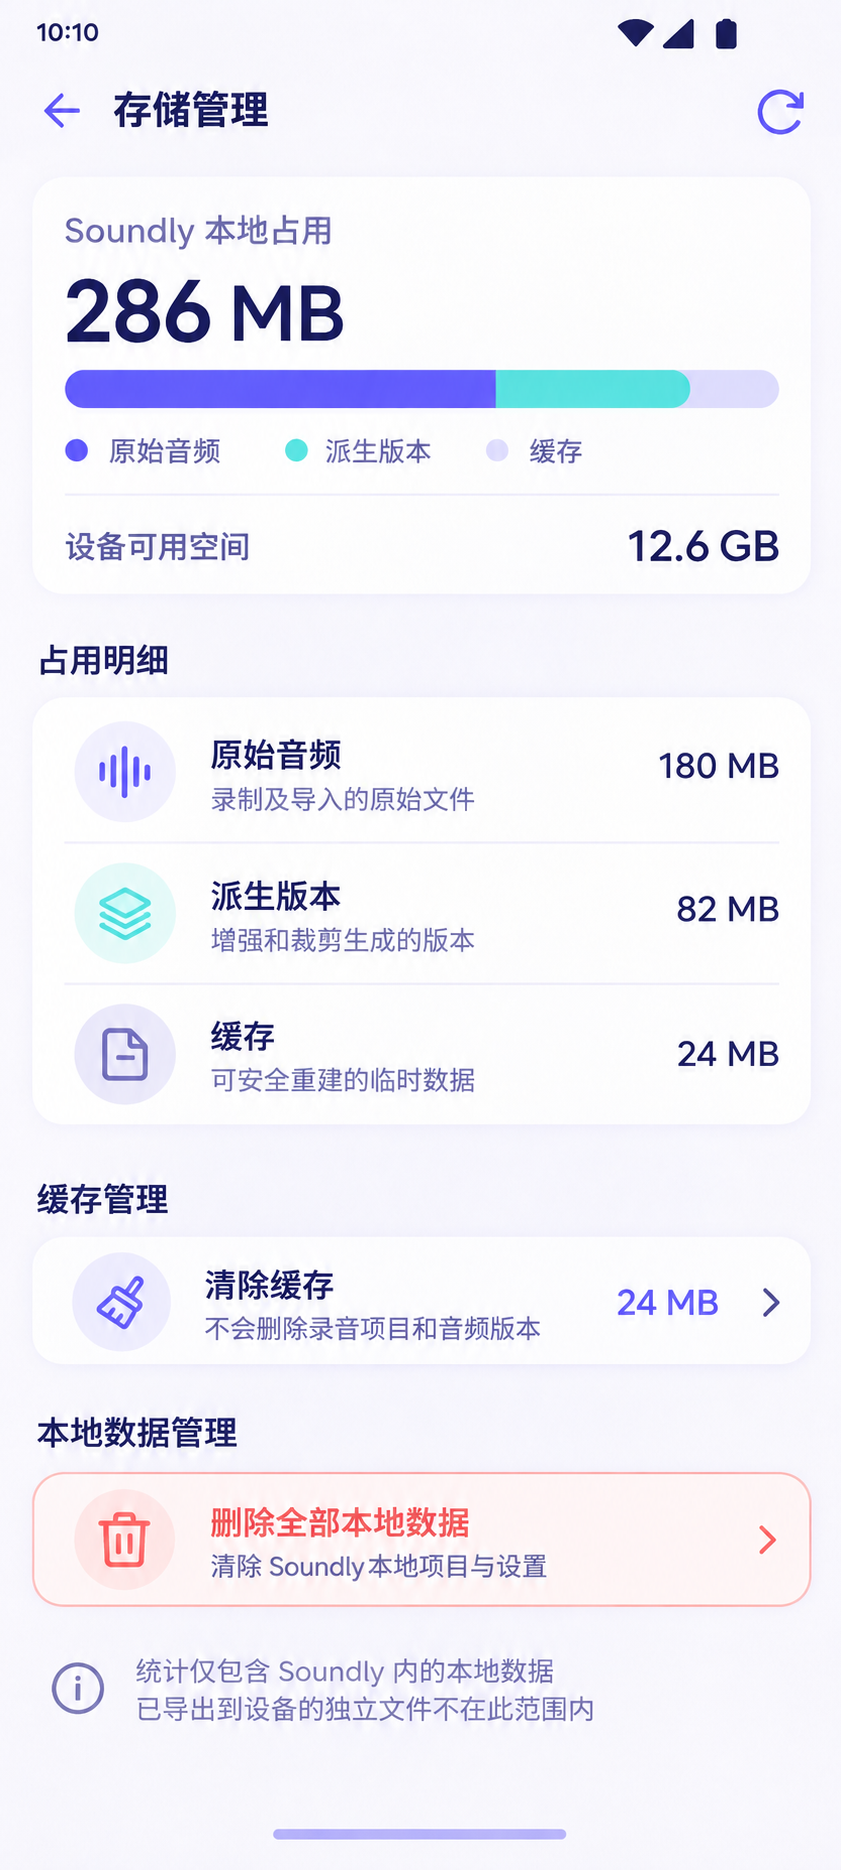 10:10
存储管理
Soundly 本地占用
286 MB
原始音频 派生版本 缓存
设备可用空间 12.6 GB
占用明细
原始音频 180 MB
录制及导入的原始文件
派生版本 82 MB
增强和裁剪生成的版本
缓存 24 MB
可安全重建的临时数据
缓存管理
清除缓存 24 MB
不会删除录音项目和音频版本
本地数据管理
删除全部本地数据
清除 Soundly本地项目与设置
统计仅包含 Soundly 内的本地数据
已导出到设备的独立文件不在此范围内